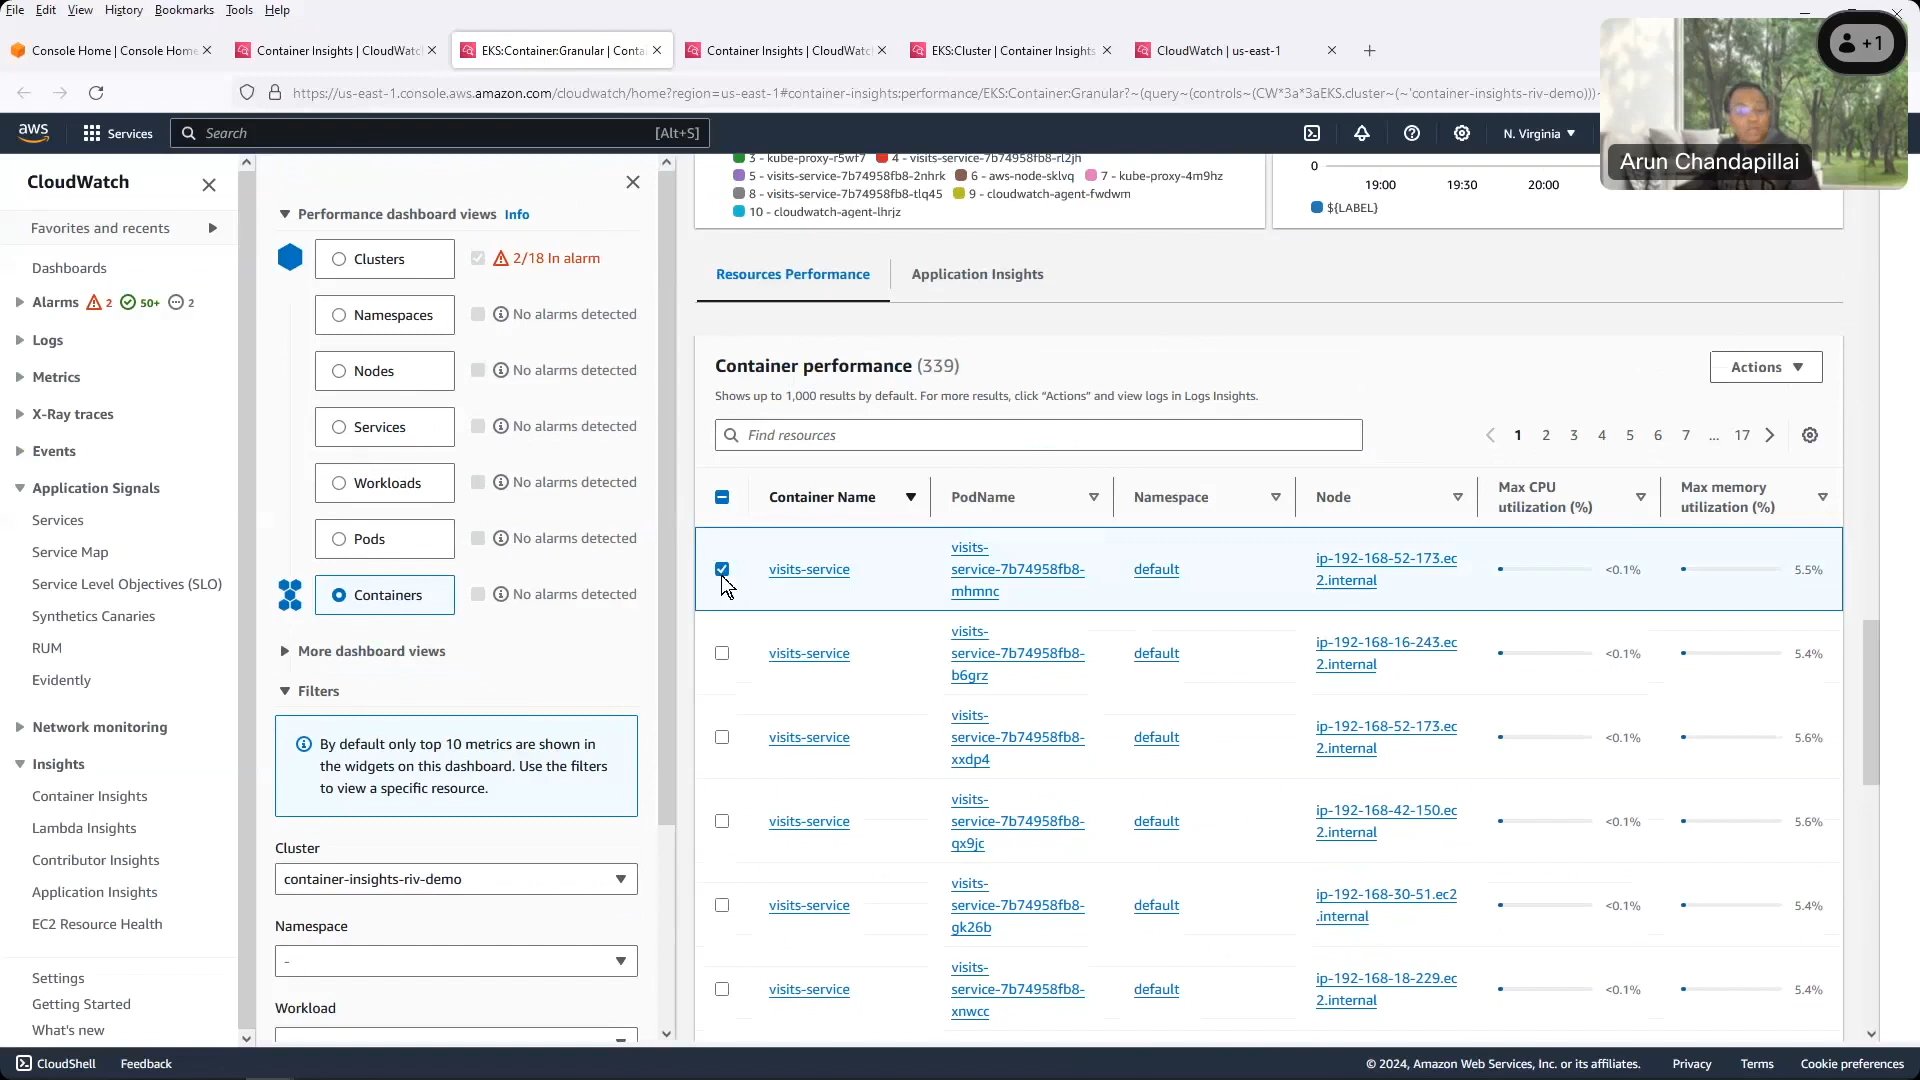 File Edit View History Bookmarks Tools Help
Console Home | Console Home
Container Insights | CloudWatc
EKS:Container:Granular | Conta
Container Insights | CloudWatc
EKS:Cluster | Container Insights
CloudWatch | us-east-1
+1
https://us-east-1.console.aws.amazon.com/cloudwatch/home?region=us-east-1#container-insights:performance/EKS:Container:Granular?~(query~(controls~(CW*3a*3aEKS.cluster~(~'container-insights-riv-demo)))~
aws Services Search [Alt+S] N. Virginia
Arun Chandapillai
CloudWatch
Favorites and recents
Dashboards
Alarms 2 50+ 2
Logs
Metrics
X-Ray traces
Events
Application Signals
Services
Service Map
Service Level Objectives (SLO)
Synthetics Canaries
RUM
Evidently
Network monitoring
Insights
Container Insights
Lambda Insights
Contributor Insights
Application Insights
EC2 Resource Health
Settings
Getting Started
What's new
Performance dashboard views Info
Clusters 2/18 In alarm
Namespaces No alarms detected
Nodes No alarms detected
Services No alarms detected
Workloads No alarms detected
Pods No alarms detected
Containers No alarms detected
More dashboard views
Filters
By default only top 10 metrics are shown in
the widgets on this dashboard. Use the filters
to view a specific resource.
Cluster
container-insights-riv-demo
Namespace
-
Workload
3 - kube-proxy-r5wf7 4 - visits-service-7b74958fb8-rl2jh
5 - visits-service-7b74958fb8-2nhrk 6 - aws-node-sklvq 7 - kube-proxy-4m9hz
8 - visits-service-7b74958fb8-tlq45 9 - cloudwatch-agent-fwdwm
10 - cloudwatch-agent-lhrjz
0
19:00 19:30 20:00
${LABEL}
Resources Performance Application Insights
Container performance (339)
Actions
Shows up to 1,000 results by default. For more results, click "Actions" and view logs in Logs Insights.
Find resources
1 2 3 4 5 6 7 ... 17
Container Name PodName Namespace Node Max CPU utilization (%) Max memory utilization (%)
visits-service visits-service-7b74958fb8-mhmnc default ip-192-168-52-173.ec2.internal <0.1% 5.5%
visits-service visits-service-7b74958fb8-b6grz default ip-192-168-16-243.ec2.internal <0.1% 5.4%
visits-service visits-service-7b74958fb8-xxdp4 default ip-192-168-52-173.ec2.internal <0.1% 5.6%
visits-service visits-service-7b74958fb8-qx9jc default ip-192-168-42-150.ec2.internal <0.1% 5.6%
visits-service visits-service-7b74958fb8-gk26b default ip-192-168-30-51.ec2.internal <0.1% 5.4%
visits-service visits-service-7b74958fb8-xnwcc default ip-192-168-18-229.ec2.internal <0.1% 5.4%
CloudShell Feedback
© 2024, Amazon Web Services, Inc. or its affiliates. Privacy Terms Cookie preferences